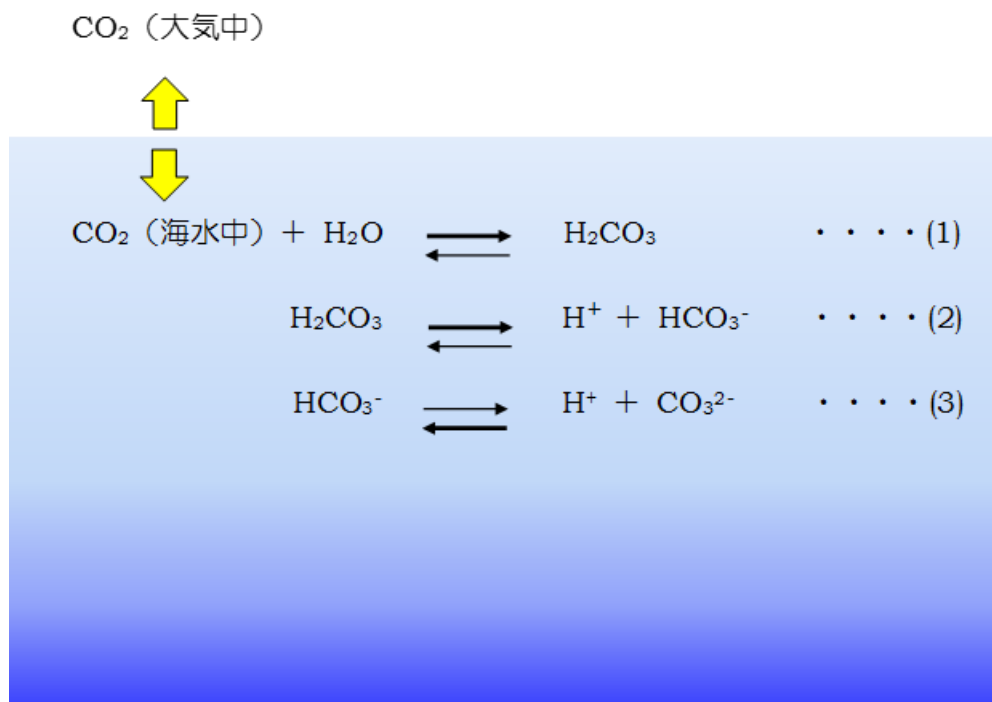 CO₂（大気中）
CO₂（海水中）+ H₂O ⇄ H₂CO₃ ・・・・(1)
H₂CO₃ ⇄ H⁺ + HCO₃⁻ ・・・・(2)
HCO₃⁻ ⇄ H⁺ + CO₃²⁻ ・・・・(3)